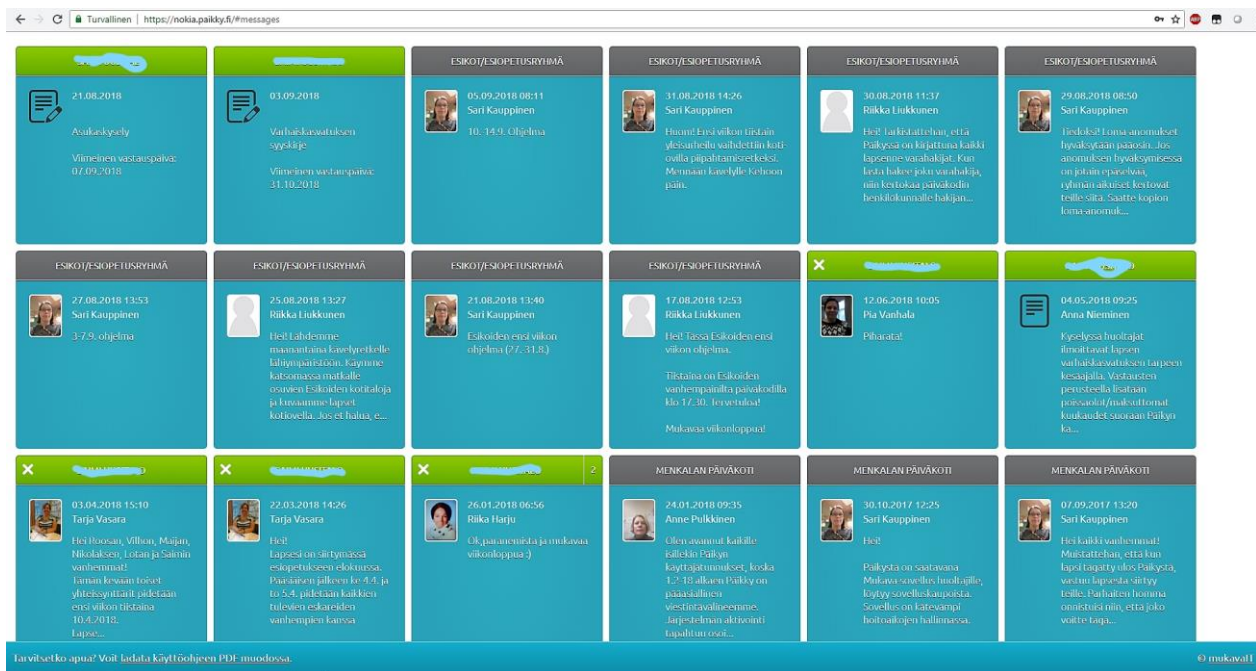 Turvallinen | https://nokia.paikky.fi/#messages
21.08.2018
Asukaskysely
Viimeinen vastauspäivä:
07.09.2018
03.09.2018
Varhaiskasvatuksen
syyskirje
Viimeinen vastauspäivä:
31.10.2018
ESIKOT/ESIOPETUSRYHMÄ
05.09.2018 08:11
Sari Kauppinen
10. 14.9. Ohjelma
ESIKOT/ESIOPETUSRYHMÄ
31.08.2018 14:26
Sari Kauppinen
Huom! Ensi viikon tiistain
yleisurheilu vaihdettiin koti-
ovilla piipahtamisretkeksi.
Mennään kävelylle Kehoon
päin.
ESIKOT/ESIOPETUSRYHMÄ
30.08.2018 11:37
Riikka Liukkunen
Hei! Tarkistattehan, että
Päikyssä on kirjattuna kaikki
lapsenne varahakijat. Kun
lasta hakee joku varahakija,
niin kertokaa päiväkodin
henkilökunnalle hakijan...
ESIKOT/ESIOPETUSRYHMÄ
29.08.2018 08:50
Sari Kauppinen
Tiedoksi! Loma-anomukset
hyväksytään pääosin. Jos
anomuksen hyväksymisessä
on jotain epäselvää,
ryhmän aikuiset kertovat
teille siitä. Saatte kopion
loma-anomuk...
ESIKOT/ESIOPETUSRYHMÄ
27.08.2018 13:53
Sari Kauppinen
3-7.9. ohjelma
ESIKOT/ESIOPETUSRYHMÄ
25.08.2018 13:27
Riikka Liukkunen
Hei! Lähdemme
maanantaina kävelyretkelle
lähiympäristöön. Käymme
katsomassa matkalle
osuvien Esikoiden kotitaloja
ja kuvaamme lapset
kotiovella. Jos et halua, e...
ESIKOT/ESIOPETUSRYHMÄ
21.08.2018 13:40
Sari Kauppinen
Esikoiden ensi viikon
ohjelma (27. 31.8.)
ESIKOT/ESIOPETUSRYHMÄ
17.08.2018 12:53
Riikka Liukkunen
Hei! Tässä Esikoiden ensi
viikon ohjelma.
Tiistaina on Esikoiden
vanhempainilta päiväkodilla
klo 17.30. Tervetuloa!
Mukavaa viikonloppua!
12.06.2018 10:05
Pia Vanhala
Piharata!
04.05.2018 09:25
Anna Nieminen
Kyselyssä huoltajat
ilmoittavat lapsen
varhaiskasvatuksen tarpeen
kesäajalla. Vastausten
perusteella lisätään
poissaolot/maksuttomat
kuukaudet suoraan Päikyn
ka...
03.04.2018 15:10
Tarja Vasara
Hei Roosan, Vilhon, Maijan,
Nikolaksen, Lotan ja Saimin
vanhemmat!
Tämän kevään toiset
yhteissynttärit pidetään
ensi viikon tiistaina
10.4.2018.
Lapse...
22.03.2018 14:26
Tarja Vasara
Hei!
Lapsesi on siirtymässä
esiopetukseen elokuussa.
Pääsiäisen jälkeen ke 4.4. ja
to 5.4. pidetään kaikkien
tulevien eskareiden
vanhempien kanssa
2
26.01.2018 06:56
Riika Harju
Ok,paranemista ja mukavaa
viikonloppua :)
MENKALAN PÄIVÄKOTI
24.01.2018 09:35
Anne Pulkkinen
Olen avannut kaikille
isillekin Päikyn
käyttäjätunnukset, koska
1.2-18 alkaen Päikky on
pääasiallinen
viestintävälineemme.
Järjestelmän aktivointi
tapahtuu osoi...
MENKALAN PÄIVÄKOTI
30.10.2017 12:25
Sari Kauppinen
Hei!
Päikystä on saatavana
Mukava sovellus huoltajille,
löytyy sovelluskaupoista.
Sovellus on kätevämpi
hoitoaikojen hallinnassa.
MENKALAN PÄIVÄKOTI
07.09.2017 13:20
Sari Kauppinen
Hei kaikki vanhemmat!
Muistattehan, että kun
lapsi tägätty ulos Päikystä,
vastuu lapsesta siirtyy
teille. Parhaiten homma
onnistuisi niin, että joko
voitte tägä...
Tarvitsetko apua? Voit ladata käyttöohjeen PDF muodossa.
© mukavaIT